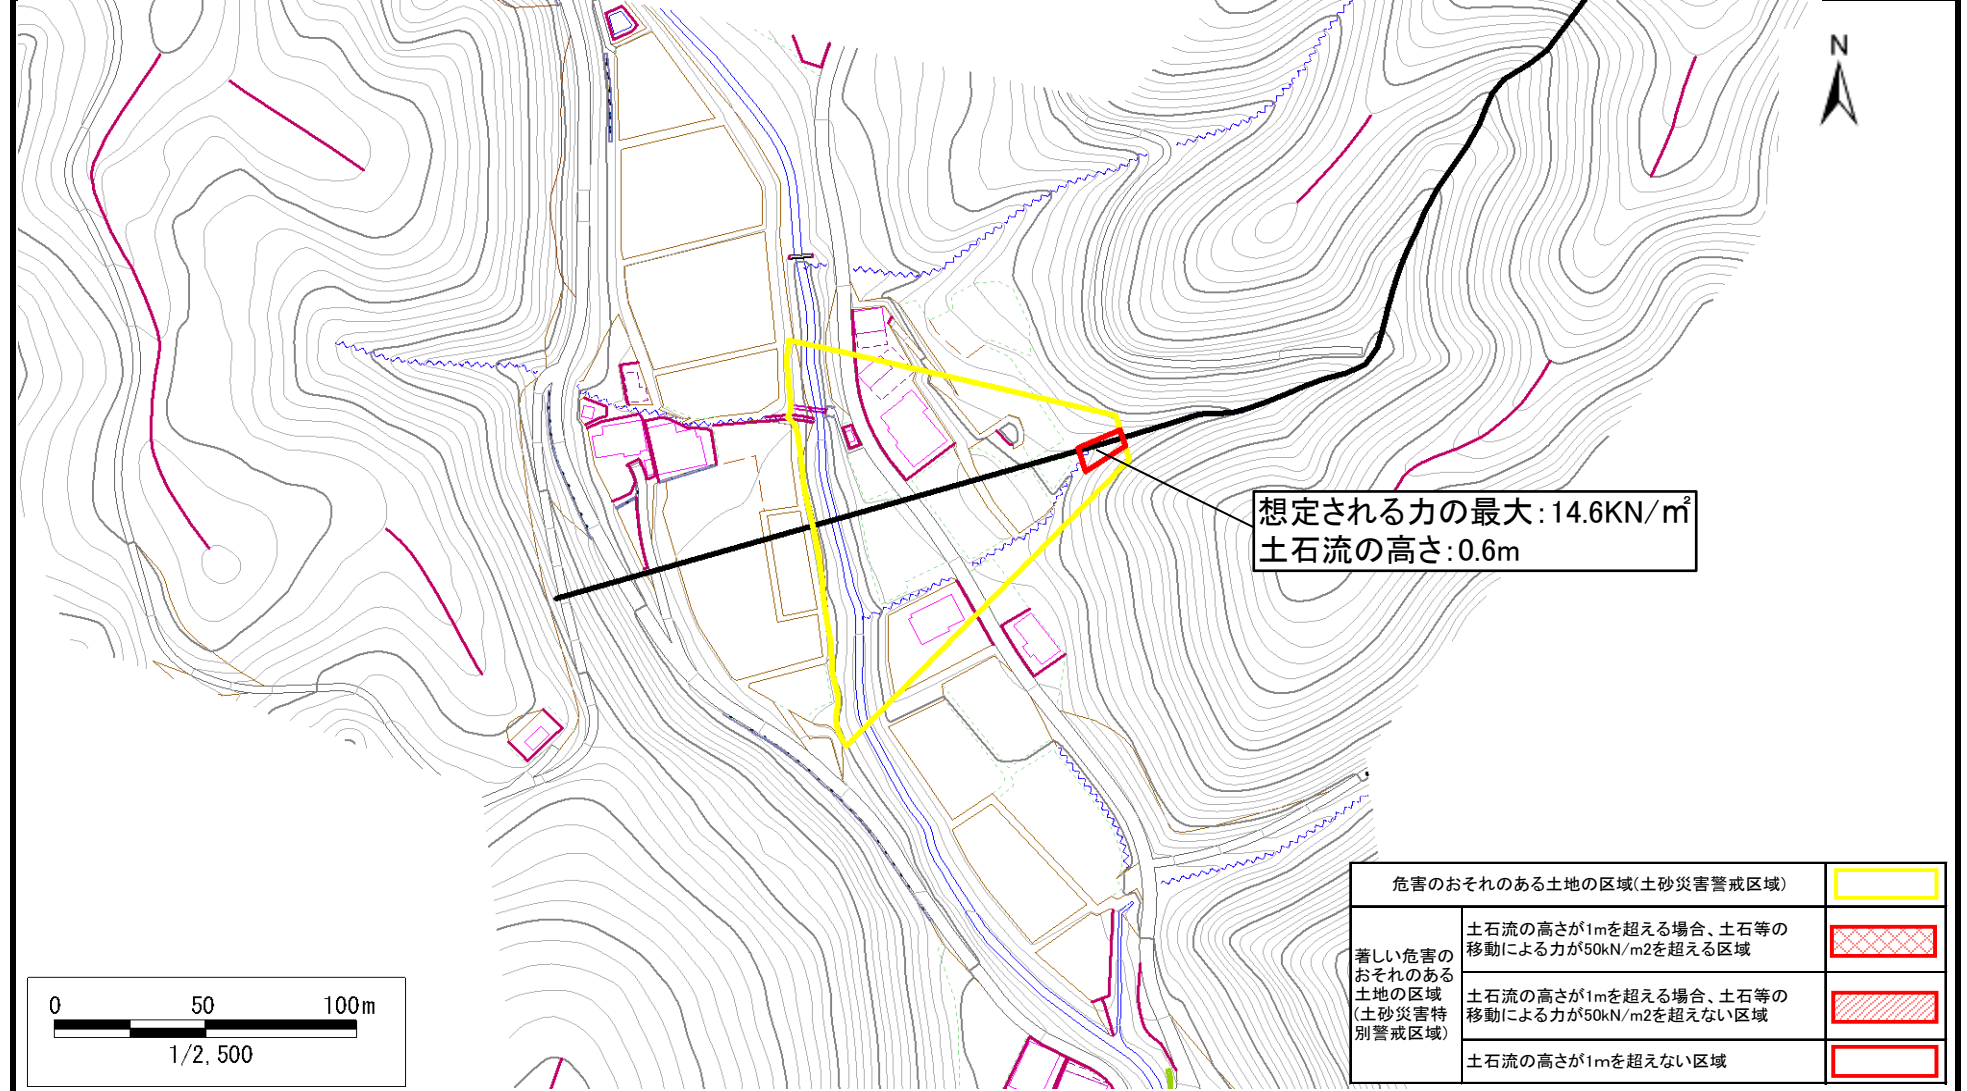 N
想定される力の最大:14.6KN/㎡
土石流の高さ:0.6m
危害のおそれのある土地の区域(土砂災害警戒区域)
著しい危害の
おそれのある
土地の区域
(土砂災害特
別警戒区域)
土石流の高さが1mを超える場合、土石等の
移動による力が50kN/m2を超える区域
土石流の高さが1mを超える場合、土石等の
移動による力が50kN/m2を超えない区域
土石流の高さが1mを超えない区域
0 50 100m
1/2,500